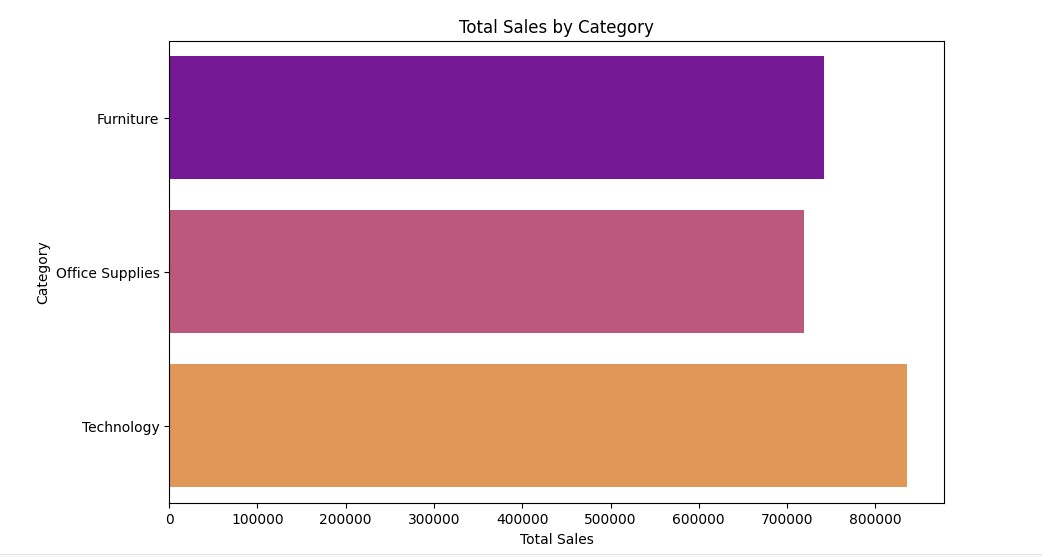 Total Sales by Category
Category
Furniture
Office Supplies
Technology
0 100000 200000 300000 400000 500000 600000 700000 800000
Total Sales